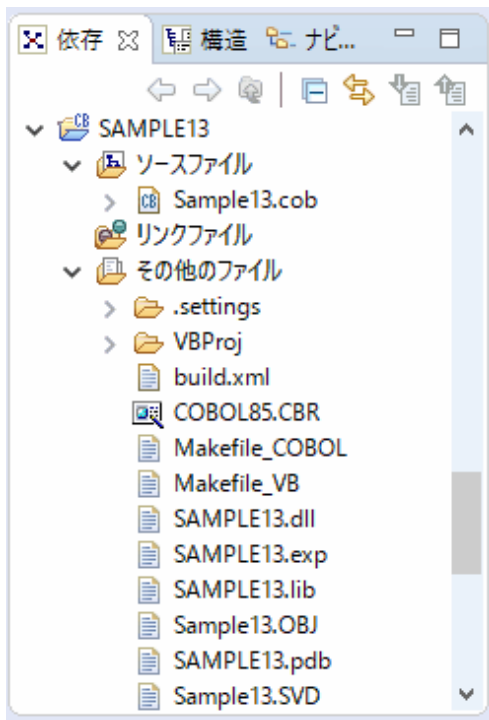 依存 構造 ナビ...
SAMPLE13
ソースファイル
Sample13.cob
リンクファイル
その他のファイル
.settings
VBProj
build.xml
COBOL85.CBR
Makefile_COBOL
Makefile_VB
SAMPLE13.dll
SAMPLE13.exp
SAMPLE13.lib
Sample13.OBJ
SAMPLE13.pdb
Sample13.SVD